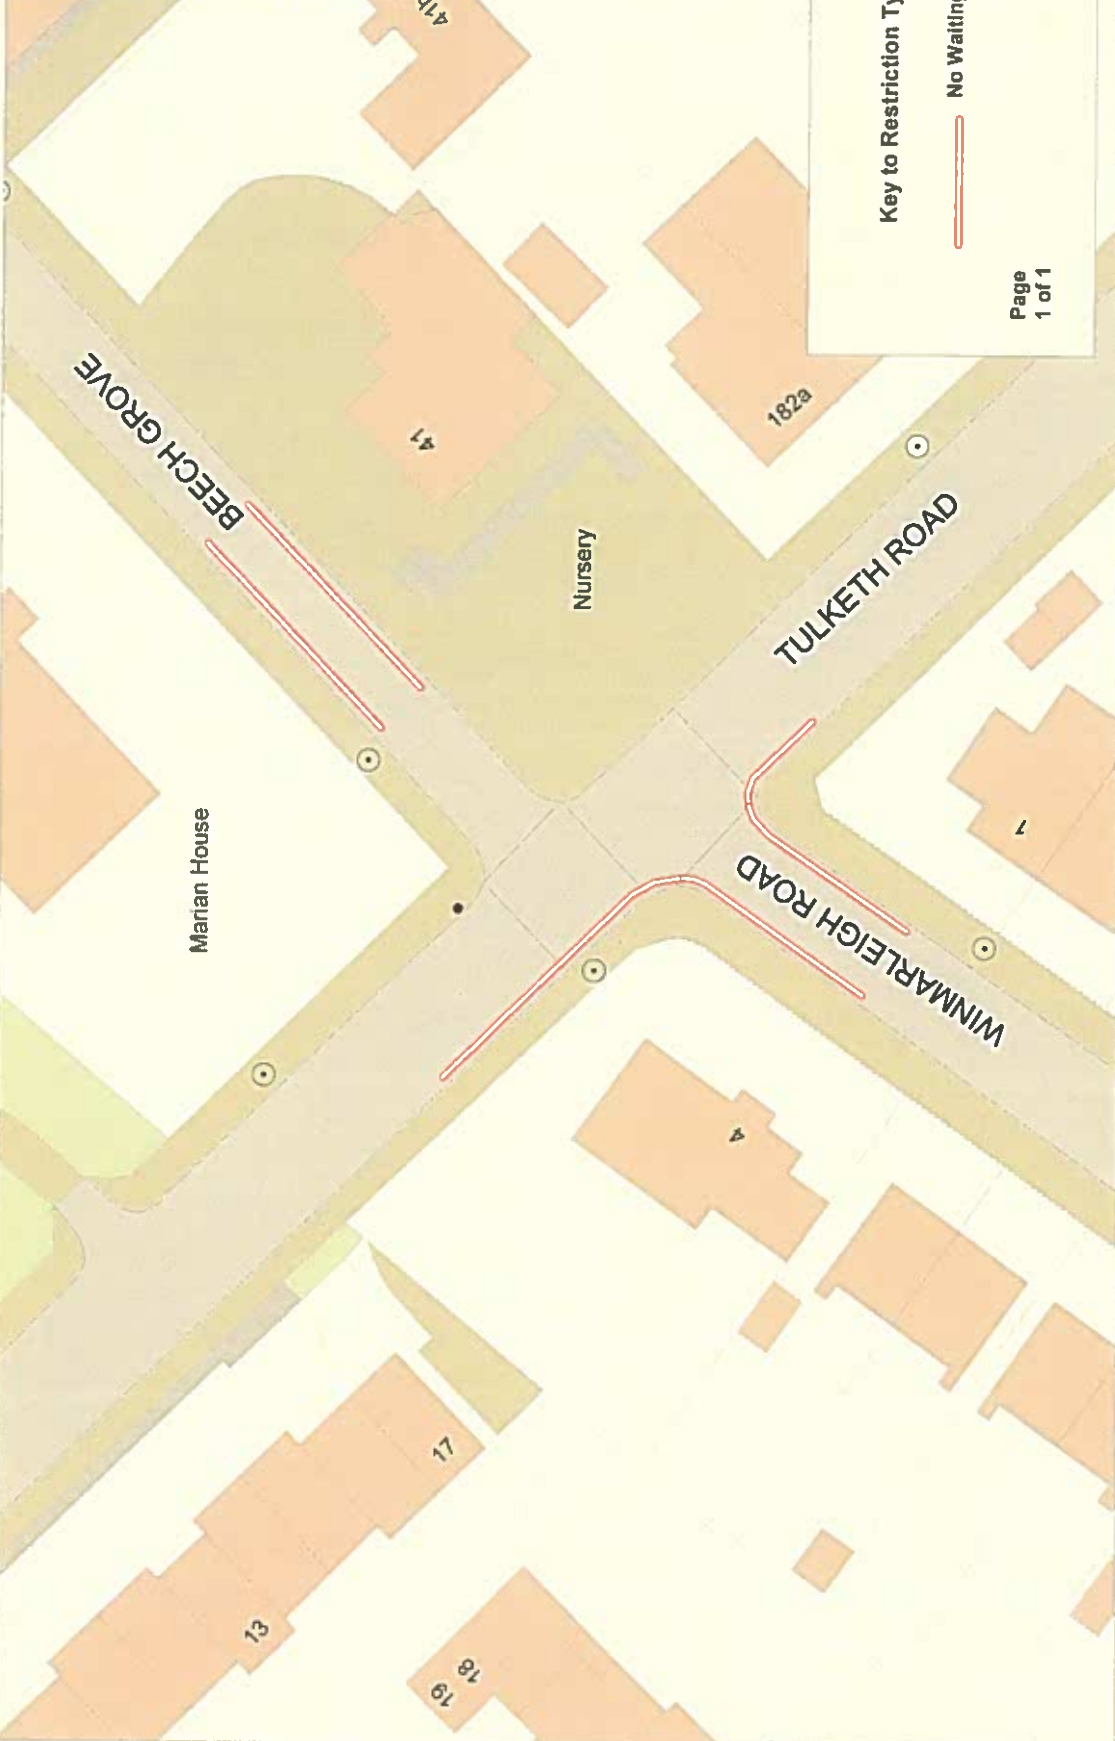 BEECH GROVE
41
Nursery
182a
TULKETH ROAD
Marian House
WINMARLEIGH ROAD
1
4
17
13
18
19
Key to Restriction Ty
No Waiting
Page
1 of 1